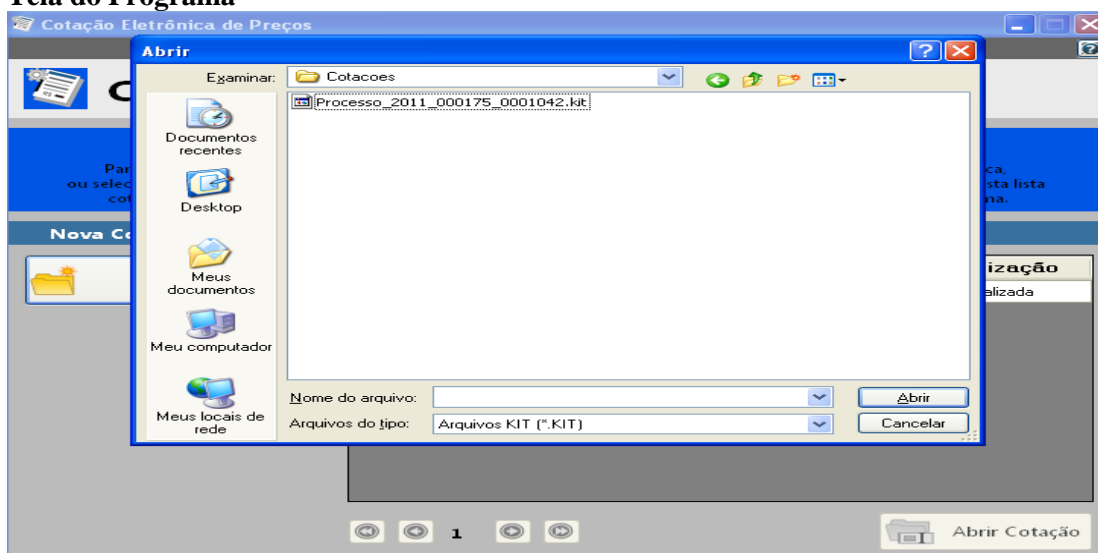 Tela do Programa
Cotação Eletrônica de Preços
Abrir
Examinar:
Cotacoes
Processo_2011_000175_0001042.kit
Documentos
recentes
Desktop
Meus
documentos
Meu computador
Meus locais de
rede
Nome do arquivo:
Abrir
Arquivos do tipo:
Arquivos KIT (*.KIT)
Cancelar
C
Par
ca,
ou selec
sta lista
cot
na.
Nova Co
ização
alizada
1
Abrir Cotação